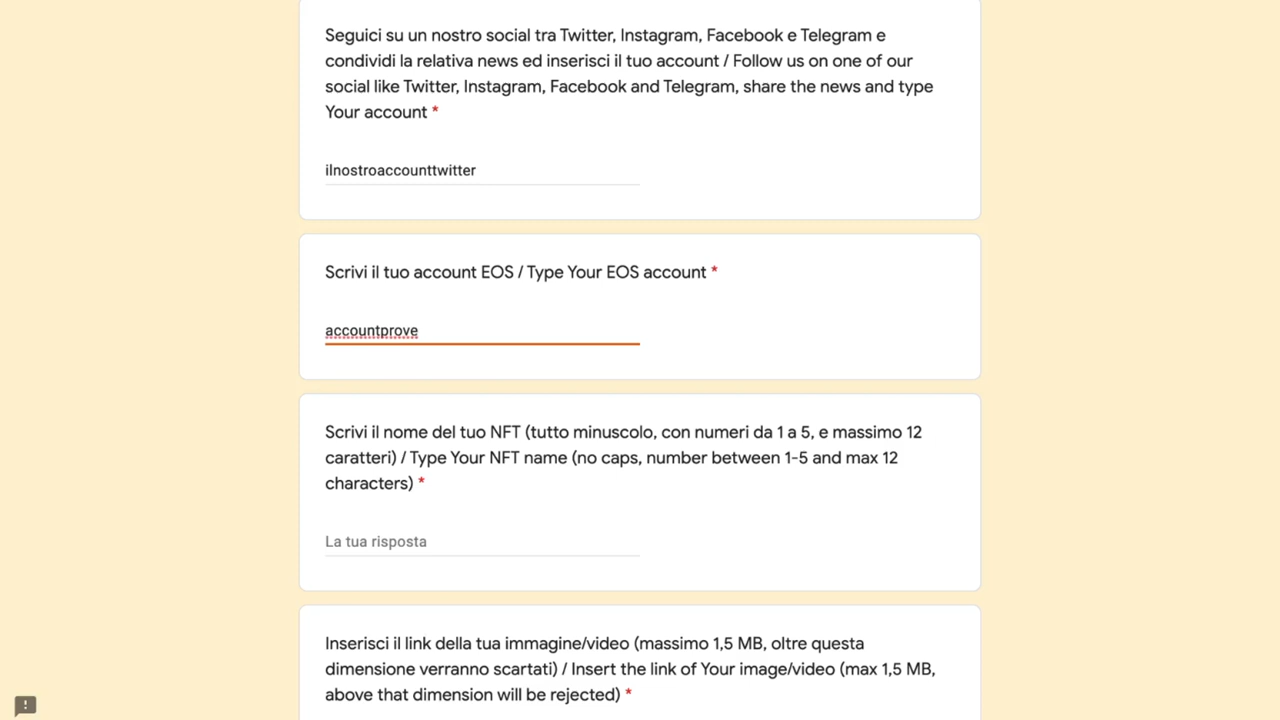 Seguici su un nostro social tra Twitter, Instagram, Facebook e Telegram e
condividi la relativa news ed inserisci il tuo account / Follow us on one of our
social like Twitter, Instagram, Facebook and Telegram, share the news and type
Your account *
ilnostroaccounttwitter
Scrivi il tuo account EOS / Type Your EOS account *
accountprove
Scrivi il nome del tuo NFT (tutto minuscolo, con numeri da 1 a 5, e massimo 12
caratteri) / Type Your NFT name (no caps, number between 1-5 and max 12
characters) *
La tua risposta
Inserisci il link della tua immagine/video (massimo 1,5 MB, oltre questa
dimensione verranno scartati) / Insert the link of Your image/video (max 1,5 MB,
above that dimension will be rejected) *